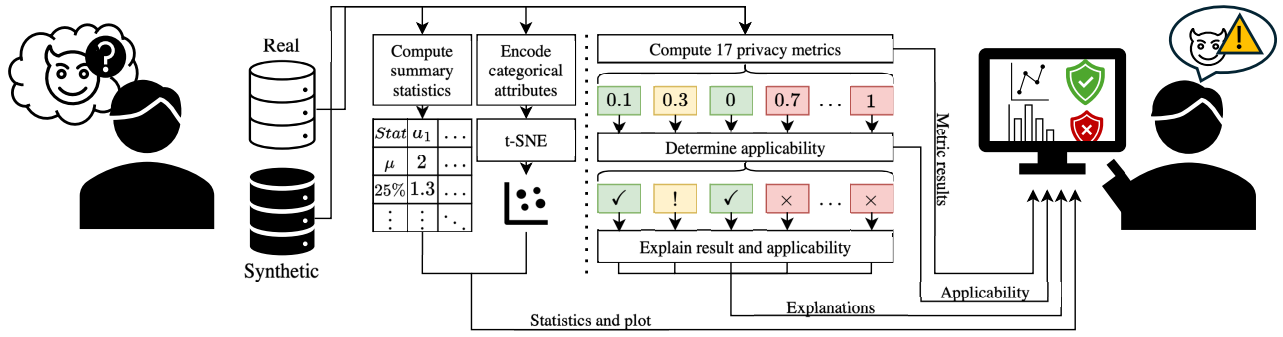 ?
Real
Synthetic
Compute
summary
statistics
Encode
categorical
attributes
Stat u₁ ...
μ 2 ...
25% 1.3 ...
⋮ ⋮ ⋱
t-SNE
Compute 17 privacy metrics
0.1 0.3 0 0.7 ... 1
Determine applicability
✓ ! ✓ × ... ×
Explain result and applicability
Metric results
Applicability
Explanations
Statistics and plot
!